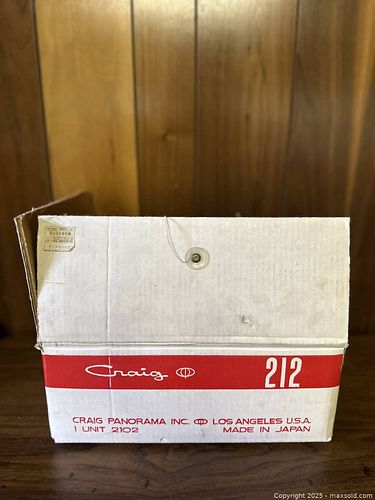 Craig
212
CRAIG PANORAMA INC. LOS ANGELES U.S.A.
1 UNIT 2102 MADE IN JAPAN
Copyright 2025 - maxsold.com